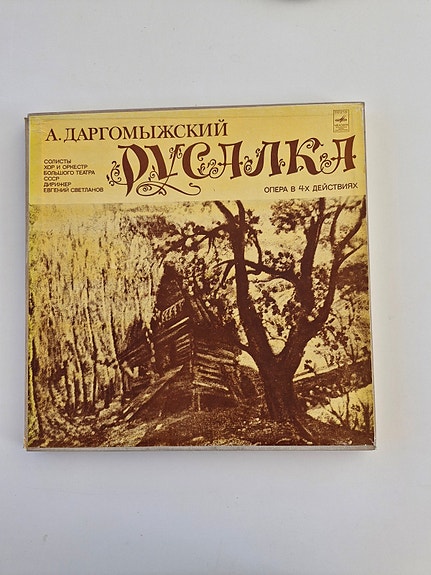 А. ДАРГОМЫЖСКИЙ
РУСАЛКА
СОЛИСТЫ
ХОР И ОРКЕСТР
БОЛЬШОГО ТЕАТРА
СССР
ДИРИЖЕР
ЕВГЕНИЙ СВЕТЛАНОВ
ОПЕРА В 4-Х ДЕЙСТВИЯХ